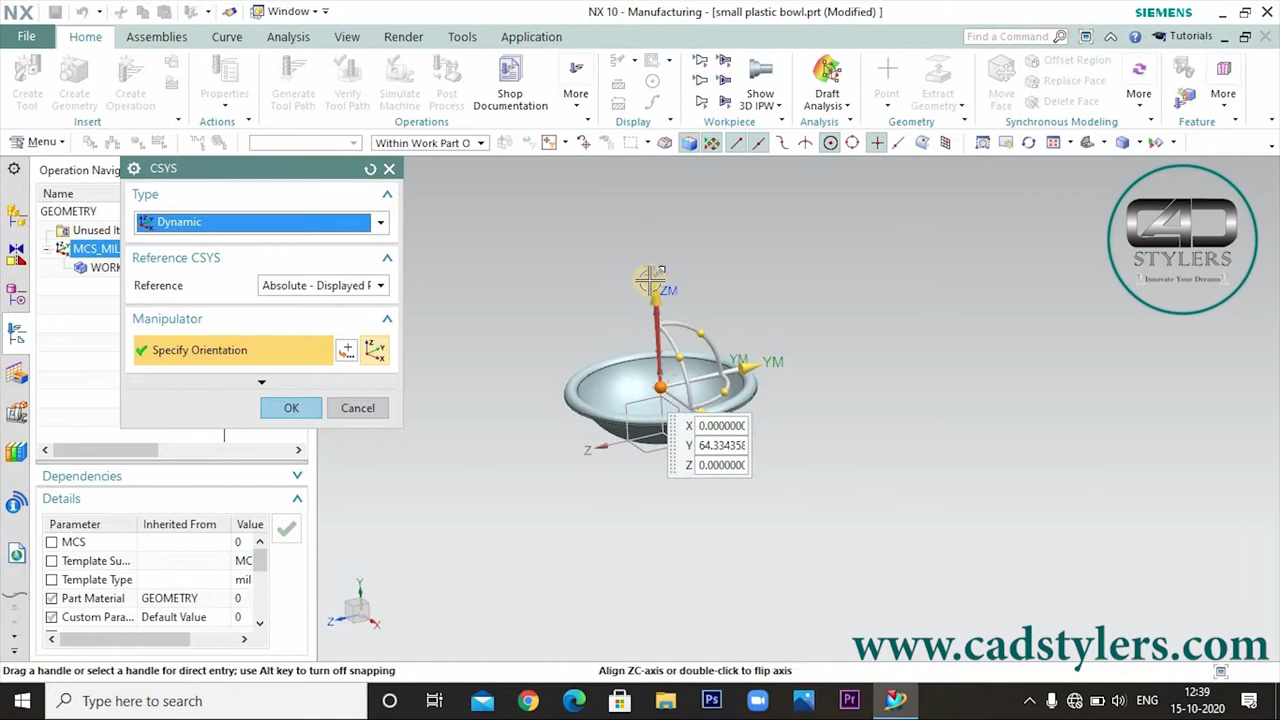 NX
Window
NX 10 - Manufacturing - [small plastic bowl.prt (Modified) ]
SIEMENS
File
Home
Assemblies
Curve
Analysis
View
Render
Tools
Application
Find a Command
Tutorials
Create Tool
Create Geometry
Create Operation
Properties
Generate Tool Path
Verify Tool Path
Simulate Machine
Post Process
Shop Documentation
More
Show 3D IPW
Draft Analysis
Point
Extract Geometry
Move Face
Offset Region
Replace Face
Delete Face
More
More
Insert
Actions
Operations
Display
Workpiece
Analysis
Geometry
Synchronous Modeling
Feature
Menu
Within Work Part O
Operation Navig
Name
GEOMETRY
Unused It
MCS_MIL
WORK
CSYS
Type
Dynamic
Reference CSYS
Reference
Absolute - Displayed P
Manipulator
Specify Orientation
OK
Cancel
ZM
YM
YM
Z
X 0.0000000
Y 64.334358
Z 0.0000000
CAD
STYLERS
Innovate Your Dreams
Dependencies
Details
Parameter
Inherited From
Value
MCS
0
Template Su...
MC
Template Type
mil
Part Material
GEOMETRY
0
Custom Para...
Default Value
0
Y
Z
X
www.cadstylers.com
Drag a handle or select a handle for direct entry; use Alt key to turn off snapping
Align ZC-axis or double-click to flip axis
Type here to search
Ps
Pr
ENG
12:39
15-10-2020